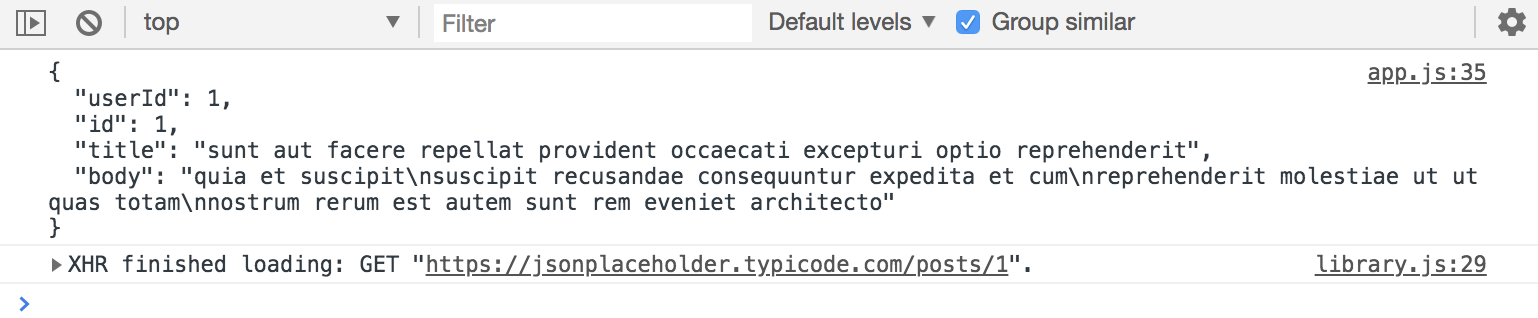 top Filter Default levels Group similar
{ app.js:35
"userId": 1,
"id": 1,
"title": "sunt aut facere repellat provident occaecati excepturi optio reprehenderit",
"body": "quia et suscipit\nsuscipit recusandae consequuntur expedita et cum\nreprehenderit molestiae ut ut
quas totam\nnostrum rerum est autem sunt rem eveniet architecto"
}
XHR finished loading: GET "https://jsonplaceholder.typicode.com/posts/1". library.js:29